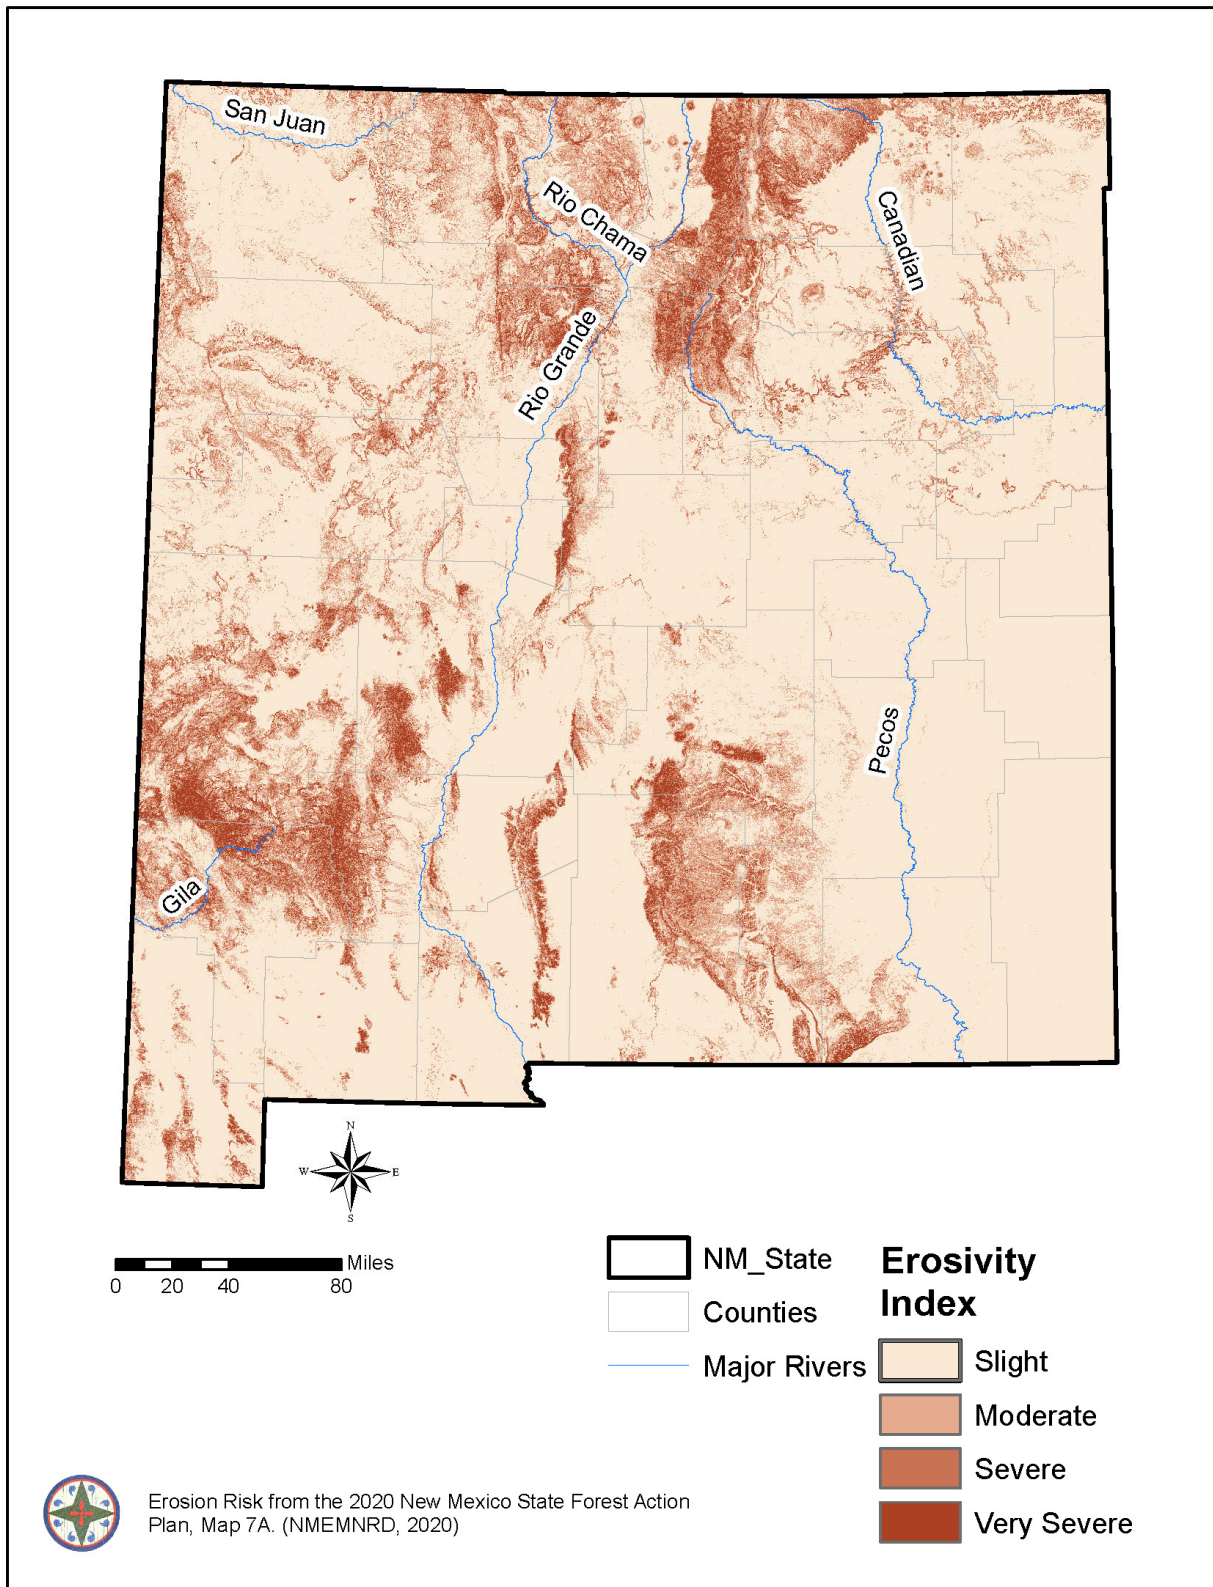 San Juan
Rio Chama
Canadian
Rio Grande
Pecos
Gila
N
W
E
S
Miles
0 20 40 80
NM_State
Counties
Major Rivers
Erosivity
Index
Slight
Moderate
Severe
Very Severe
Erosion Risk from the 2020 New Mexico State Forest Action
Plan, Map 7A. (NMEMNRD, 2020)